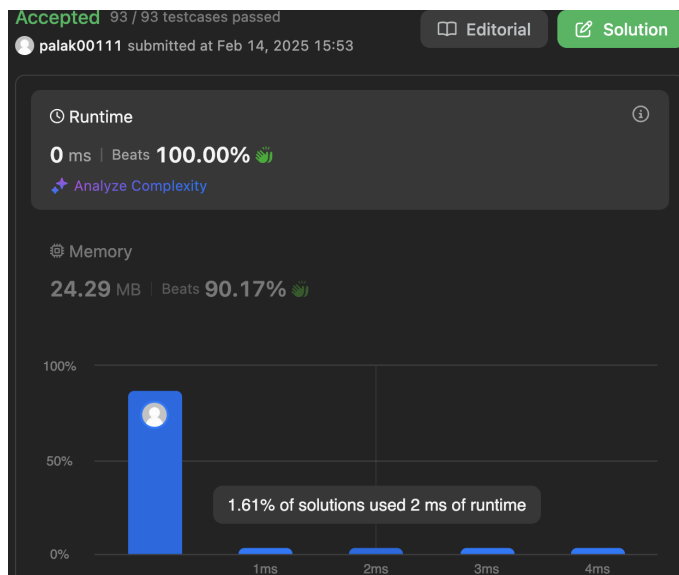 Accepted 93 / 93 testcases passed
palak00111 submitted at Feb 14, 2025 15:53
Editorial
Solution
Runtime
0 ms | Beats 100.00%
Analyze Complexity
Memory
24.29 MB | Beats 90.17%
100%
50%
1.61% of solutions used 2 ms of runtime
0%
1ms 2ms 3ms 4ms